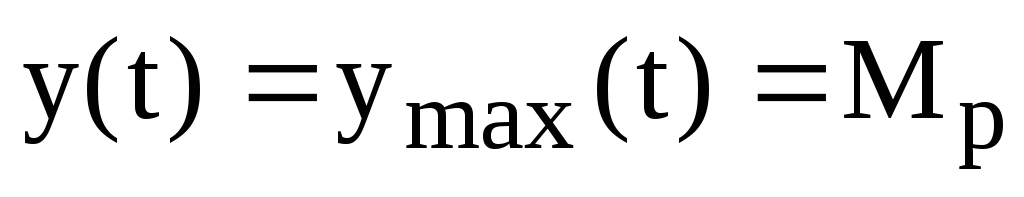 y(t) = y_max (t) = M_p